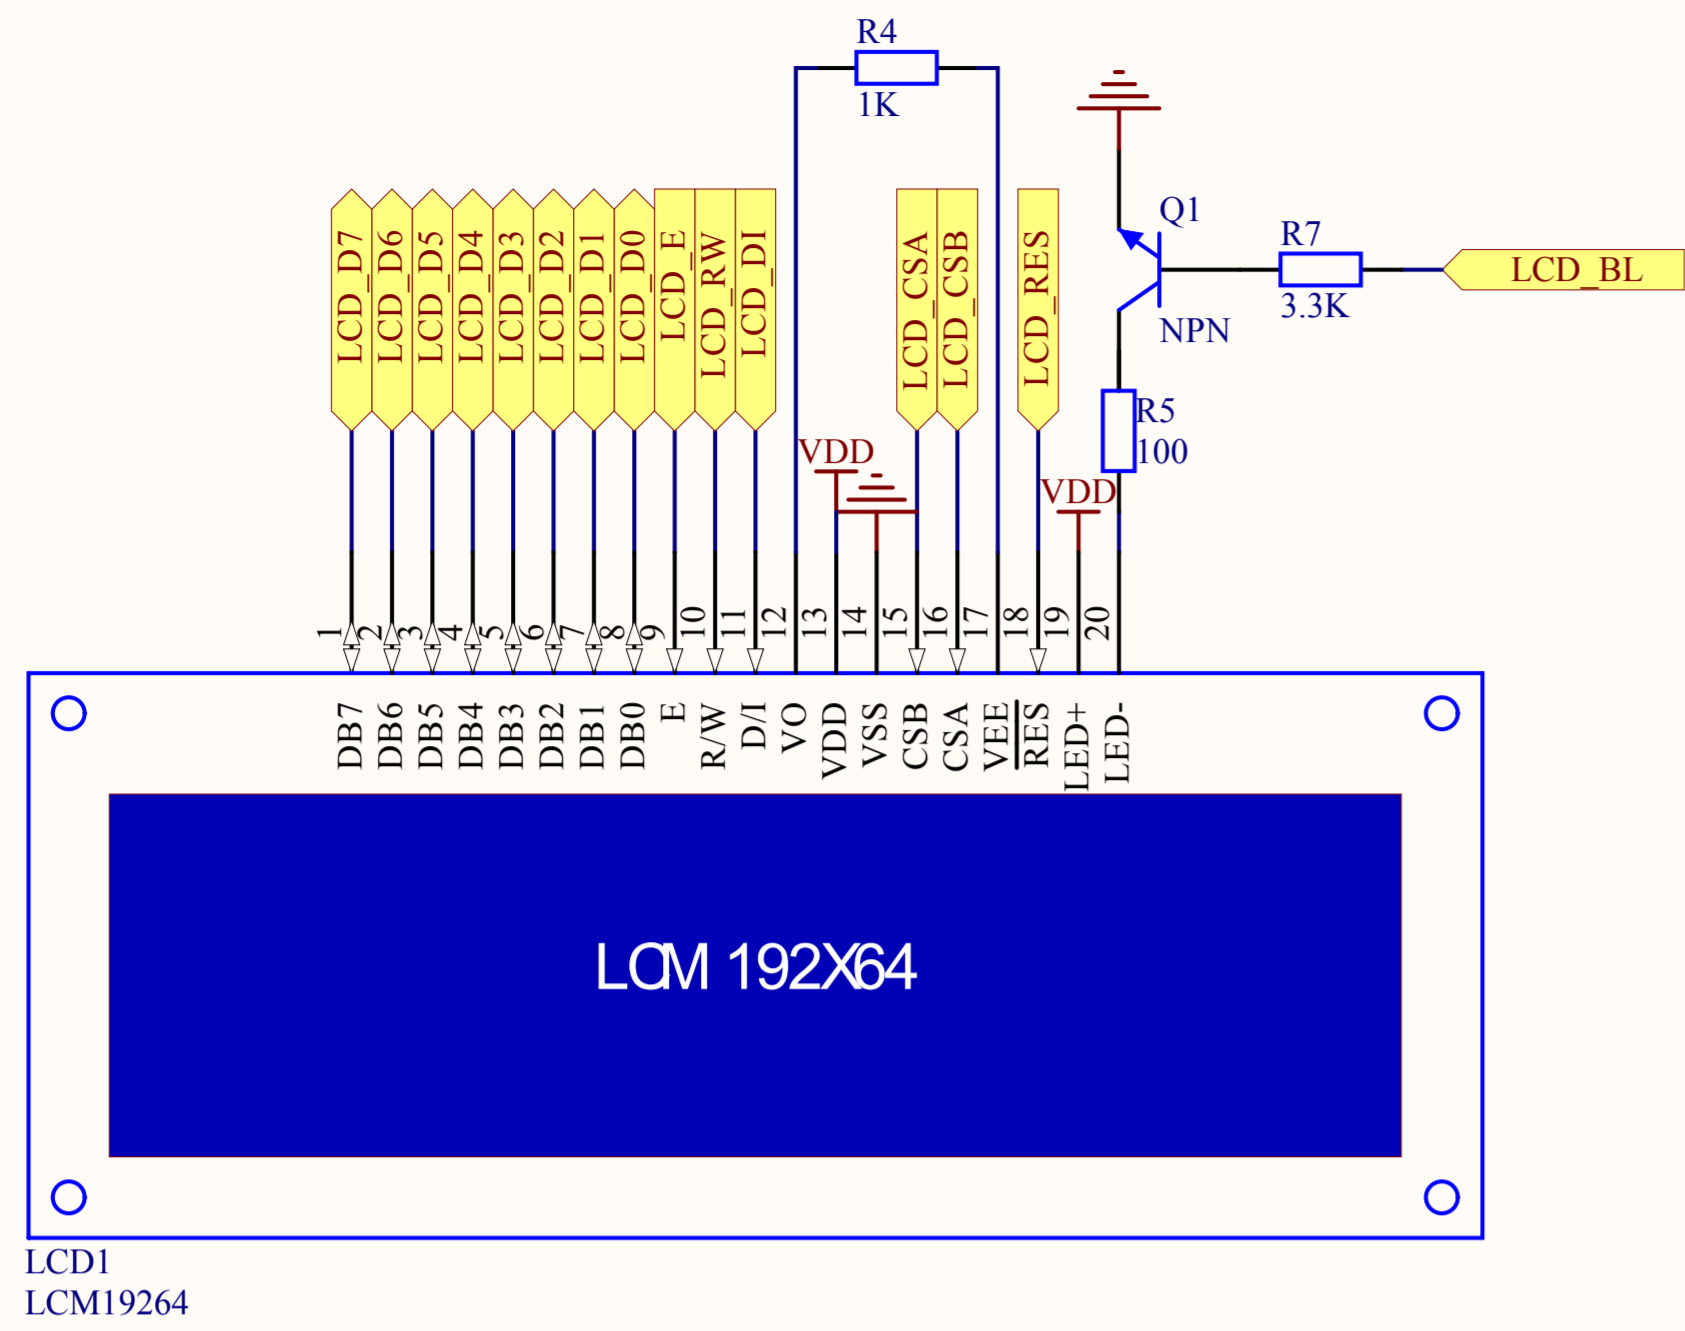 R4
1K
Q1
NPN
R7
3.3K
LCD_BL
LCD_D7
LCD_D6
LCD_D5
LCD_D4
LCD_D3
LCD_D2
LCD_D1
LCD_D0
LCD_E
LCD_RW
LCD_DI
LCD_CSA
LCD_CSB
LCD_RES
R5
100
VDD
VDD
1
2
3
4
5
6
7
8
9
10
11
12
13
14
15
16
17
18
19
20
DB7
DB6
DB5
DB4
DB3
DB2
DB1
DB0
E
R/W
D/I
VO
VDD
VSS
CSB
CSA
VEE
RES
LED+
LED-
LCM 192X64
LCD1
LCM19264